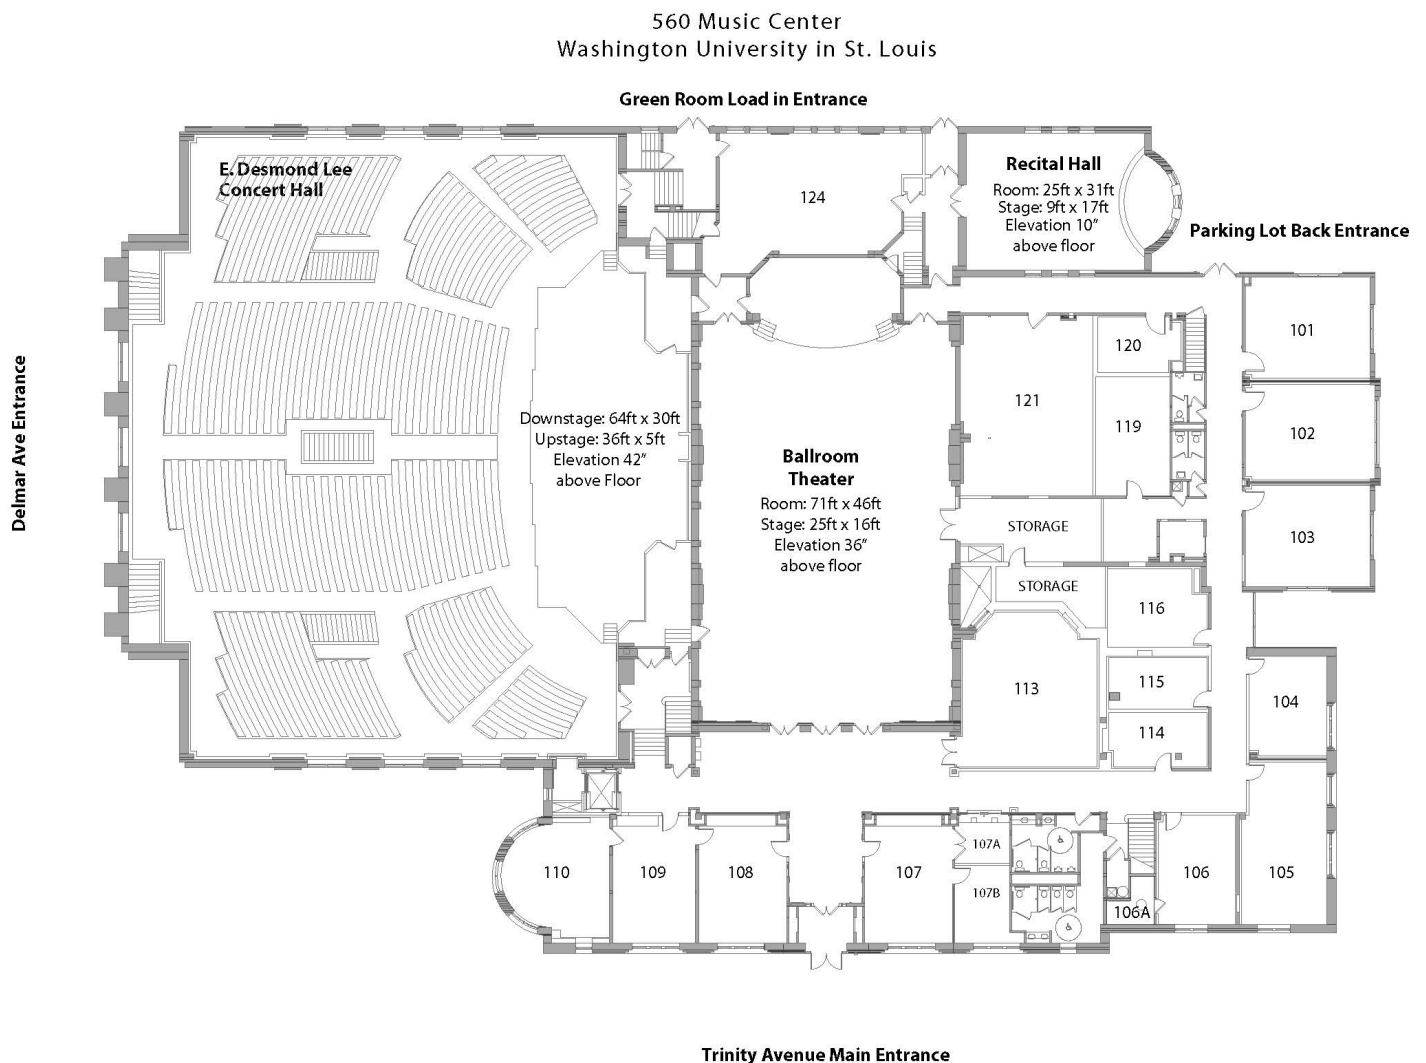 560 Music Center
Washington University in St. Louis
Green Room Load in Entrance
E. Desmond Lee
Concert Hall
124
Recital Hall
Room: 25ft x 31ft
Stage: 9ft x 17ft
Elevation 10”
above floor
Parking Lot Back Entrance
101
120
121
119
102
103
Delmar Ave Entrance
Downstage: 64ft x 30ft
Upstage: 36ft x 5ft
Elevation 42”
above Floor
Ballroom
Theater
Room: 71ft x 46ft
Stage: 25ft x 16ft
Elevation 36”
above floor
STORAGE
STORAGE
116
113
115
114
104
110
109
108
107
107A
107B
106A
106
105
Trinity Avenue Main Entrance